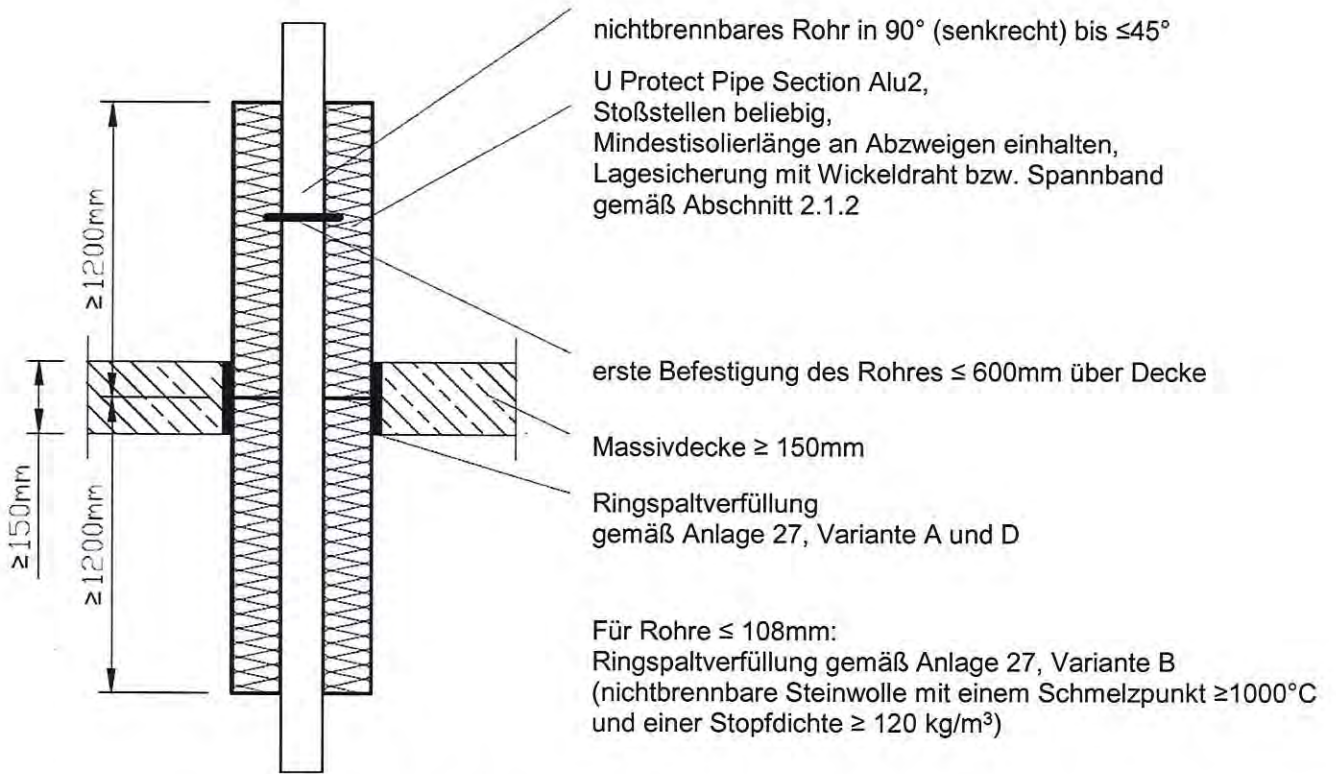 nichtbrennbares Rohr in 90° (senkrecht) bis ≤45°
U Protect Pipe Section Alu2,
Stoßstellen beliebig,
Mindestisolierlänge an Abzweigen einhalten,
Lagesicherung mit Wickeldraht bzw. Spannband
gemäß Abschnitt 2.1.2
≥1200mm
erste Befestigung des Rohres ≤ 600mm über Decke
Massivdecke ≥ 150mm
≥150mm
≥1200mm
Ringspaltverfüllung
gemäß Anlage 27, Variante A und D
Für Rohre ≤ 108mm:
Ringspaltverfüllung gemäß Anlage 27, Variante B
(nichtbrennbare Steinwolle mit einem Schmelzpunkt ≥1000°C
und einer Stopfdichte ≥ 120 kg/m³)